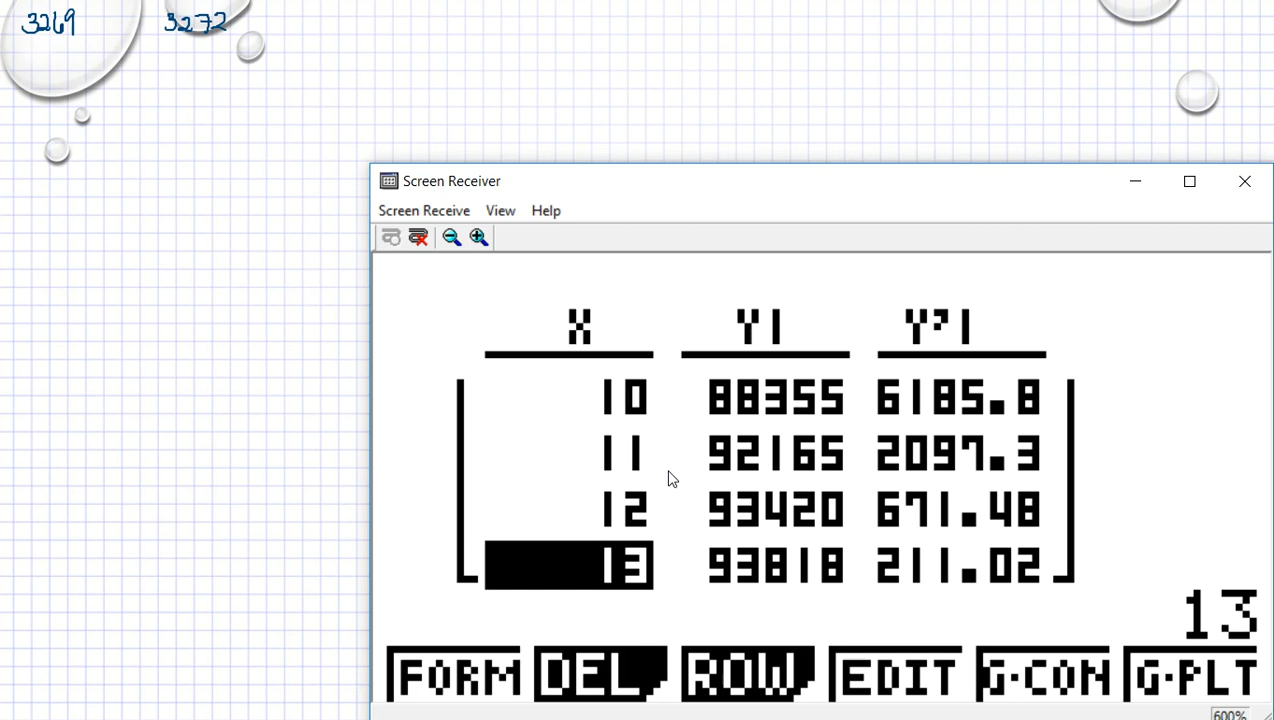 3269 3272
Screen Receiver
Screen Receive View Help
X Y1 Y'1
10 88355 6185.8
11 92165 2097.3
12 93420 671.48
13 93818 211.02
13
FORM DEL ROW EDIT G·CON G·PLT
600%